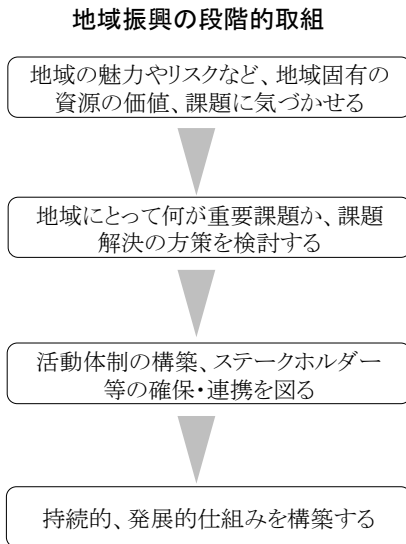 地域振興の段階的取組
地域の魅力やリスクなど、地域固有の
資源の価値、課題に気づかせる
地域にとって何が重要課題か、課題
解決の方策を検討する
活動体制の構築、ステークホルダー
等の確保・連携を図る
持続的、発展的仕組みを構築する